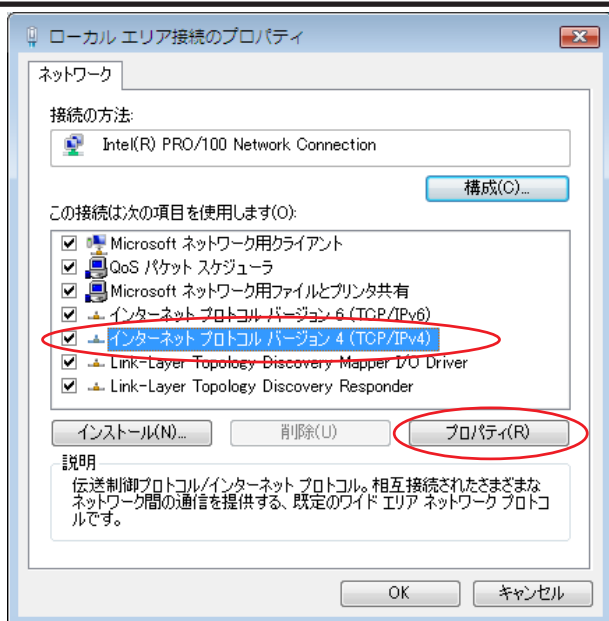 ローカル エリア接続のプロパティ
ネットワーク
接続の方法:
Intel(R) PRO/100 Network Connection
構成(C)...
この接続は次の項目を使用します(O):
Microsoft ネットワーク用クライアント
QoS パケット スケジューラ
Microsoft ネットワーク用ファイルとプリンタ共有
インターネット プロトコル バージョン 6 (TCP/IPv6)
インターネット プロトコル バージョン 4 (TCP/IPv4)
Link-Layer Topology Discovery Mapper I/O Driver
Link-Layer Topology Discovery Responder
インストール(N)...
削除(U)
プロパティ(R)
説明
伝送制御プロトコル/インターネット プロトコル。相互接続されたさまざまな
ネットワーク間の通信を提供する、既定のワイド エリア ネットワーク プロトコ
ルです。
OK
キャンセル